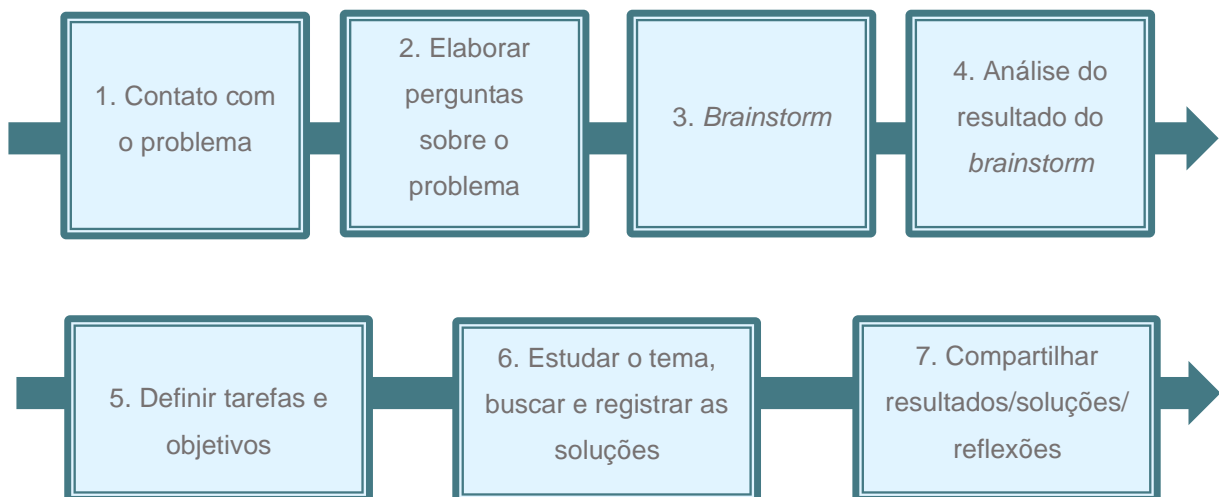 1. Contato com
o problema
2. Elaborar
perguntas
sobre o
problema
3. Brainstorm
4. Análise do
resultado do
brainstorm
5. Definir tarefas e
objetivos
6. Estudar o tema,
buscar e registrar as
soluções
7. Compartilhar
resultados/soluções/
reflexões